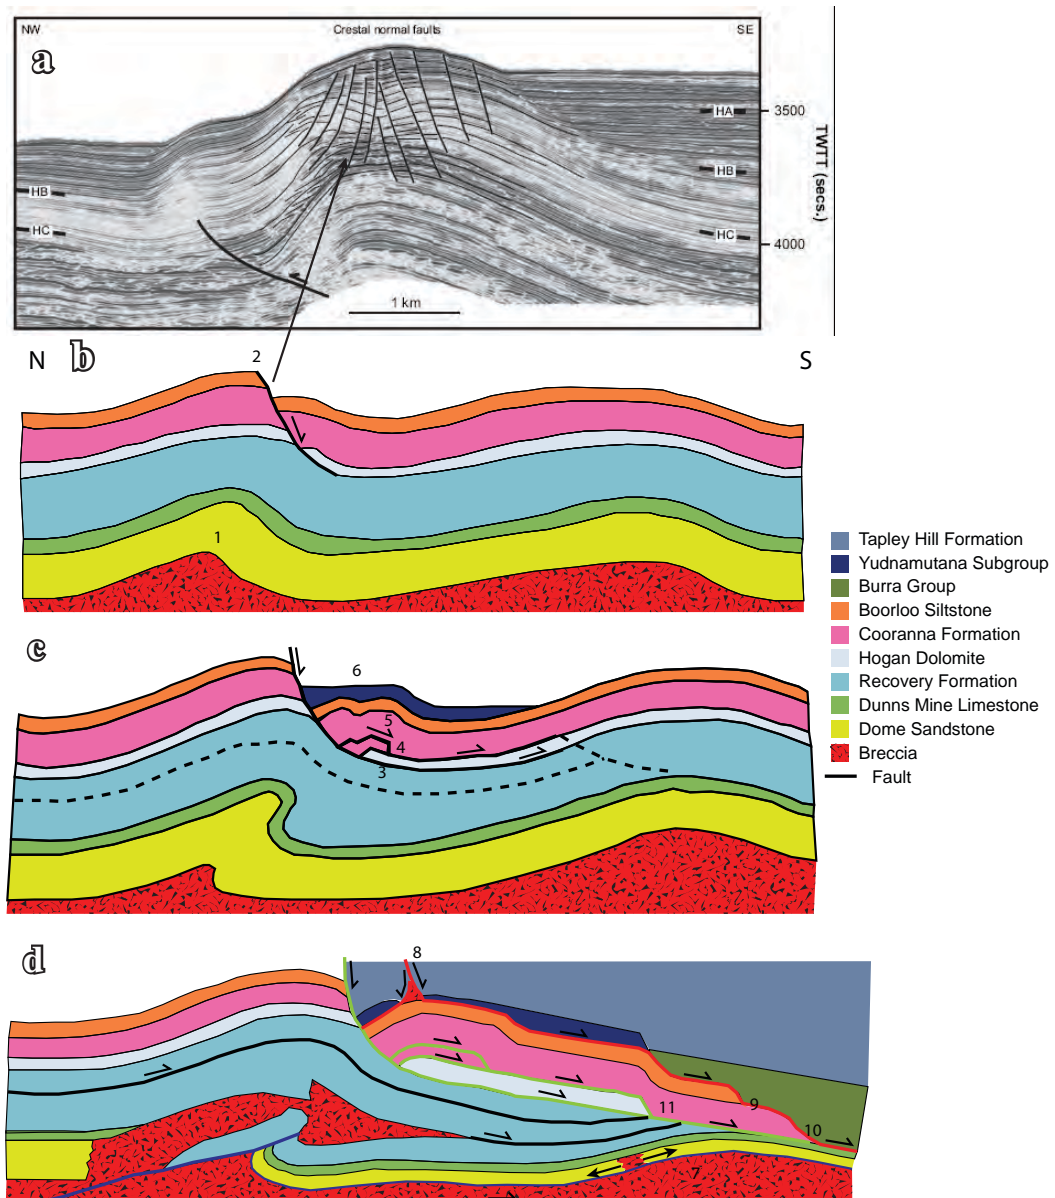 NW
Crestal normal faults
SE
a
HA
3500
HB
HB
HC
HC
4000
TWTT (secs.)
1 km
N
b
2
S
1
c
6
5
4
3
Tapley Hill Formation
Yudnamutana Subgroup
Burra Group
Boorloo Siltstone
Cooranna Formation
Hogan Dolomite
Recovery Formation
Dunns Mine Limestone
Dome Sandstone
Breccia
Fault
d
8
11
9
10
7